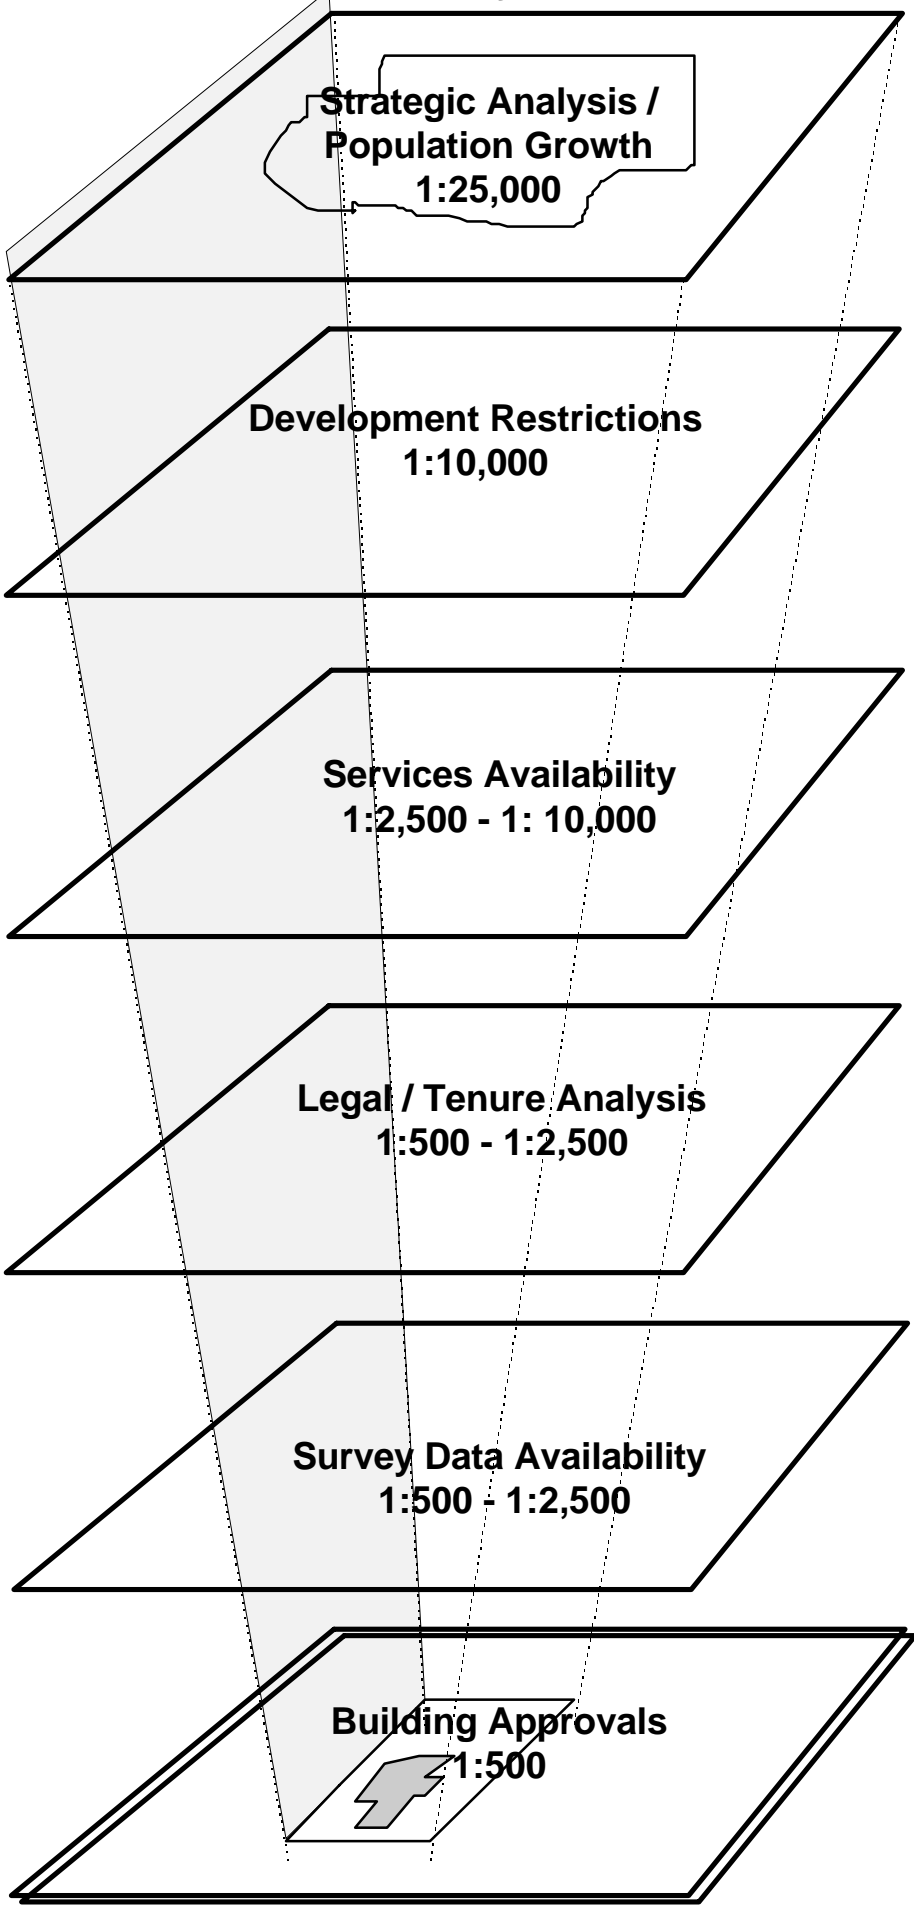 Strategic Analysis /
Population Growth
1:25,000
Development Restrictions
1:10,000
Services Availability
1:2,500 - 1: 10,000
Legal / Tenure Analysis
1:500 - 1:2,500
Survey Data Availability
1:500 - 1:2,500
Building Approvals
1:500